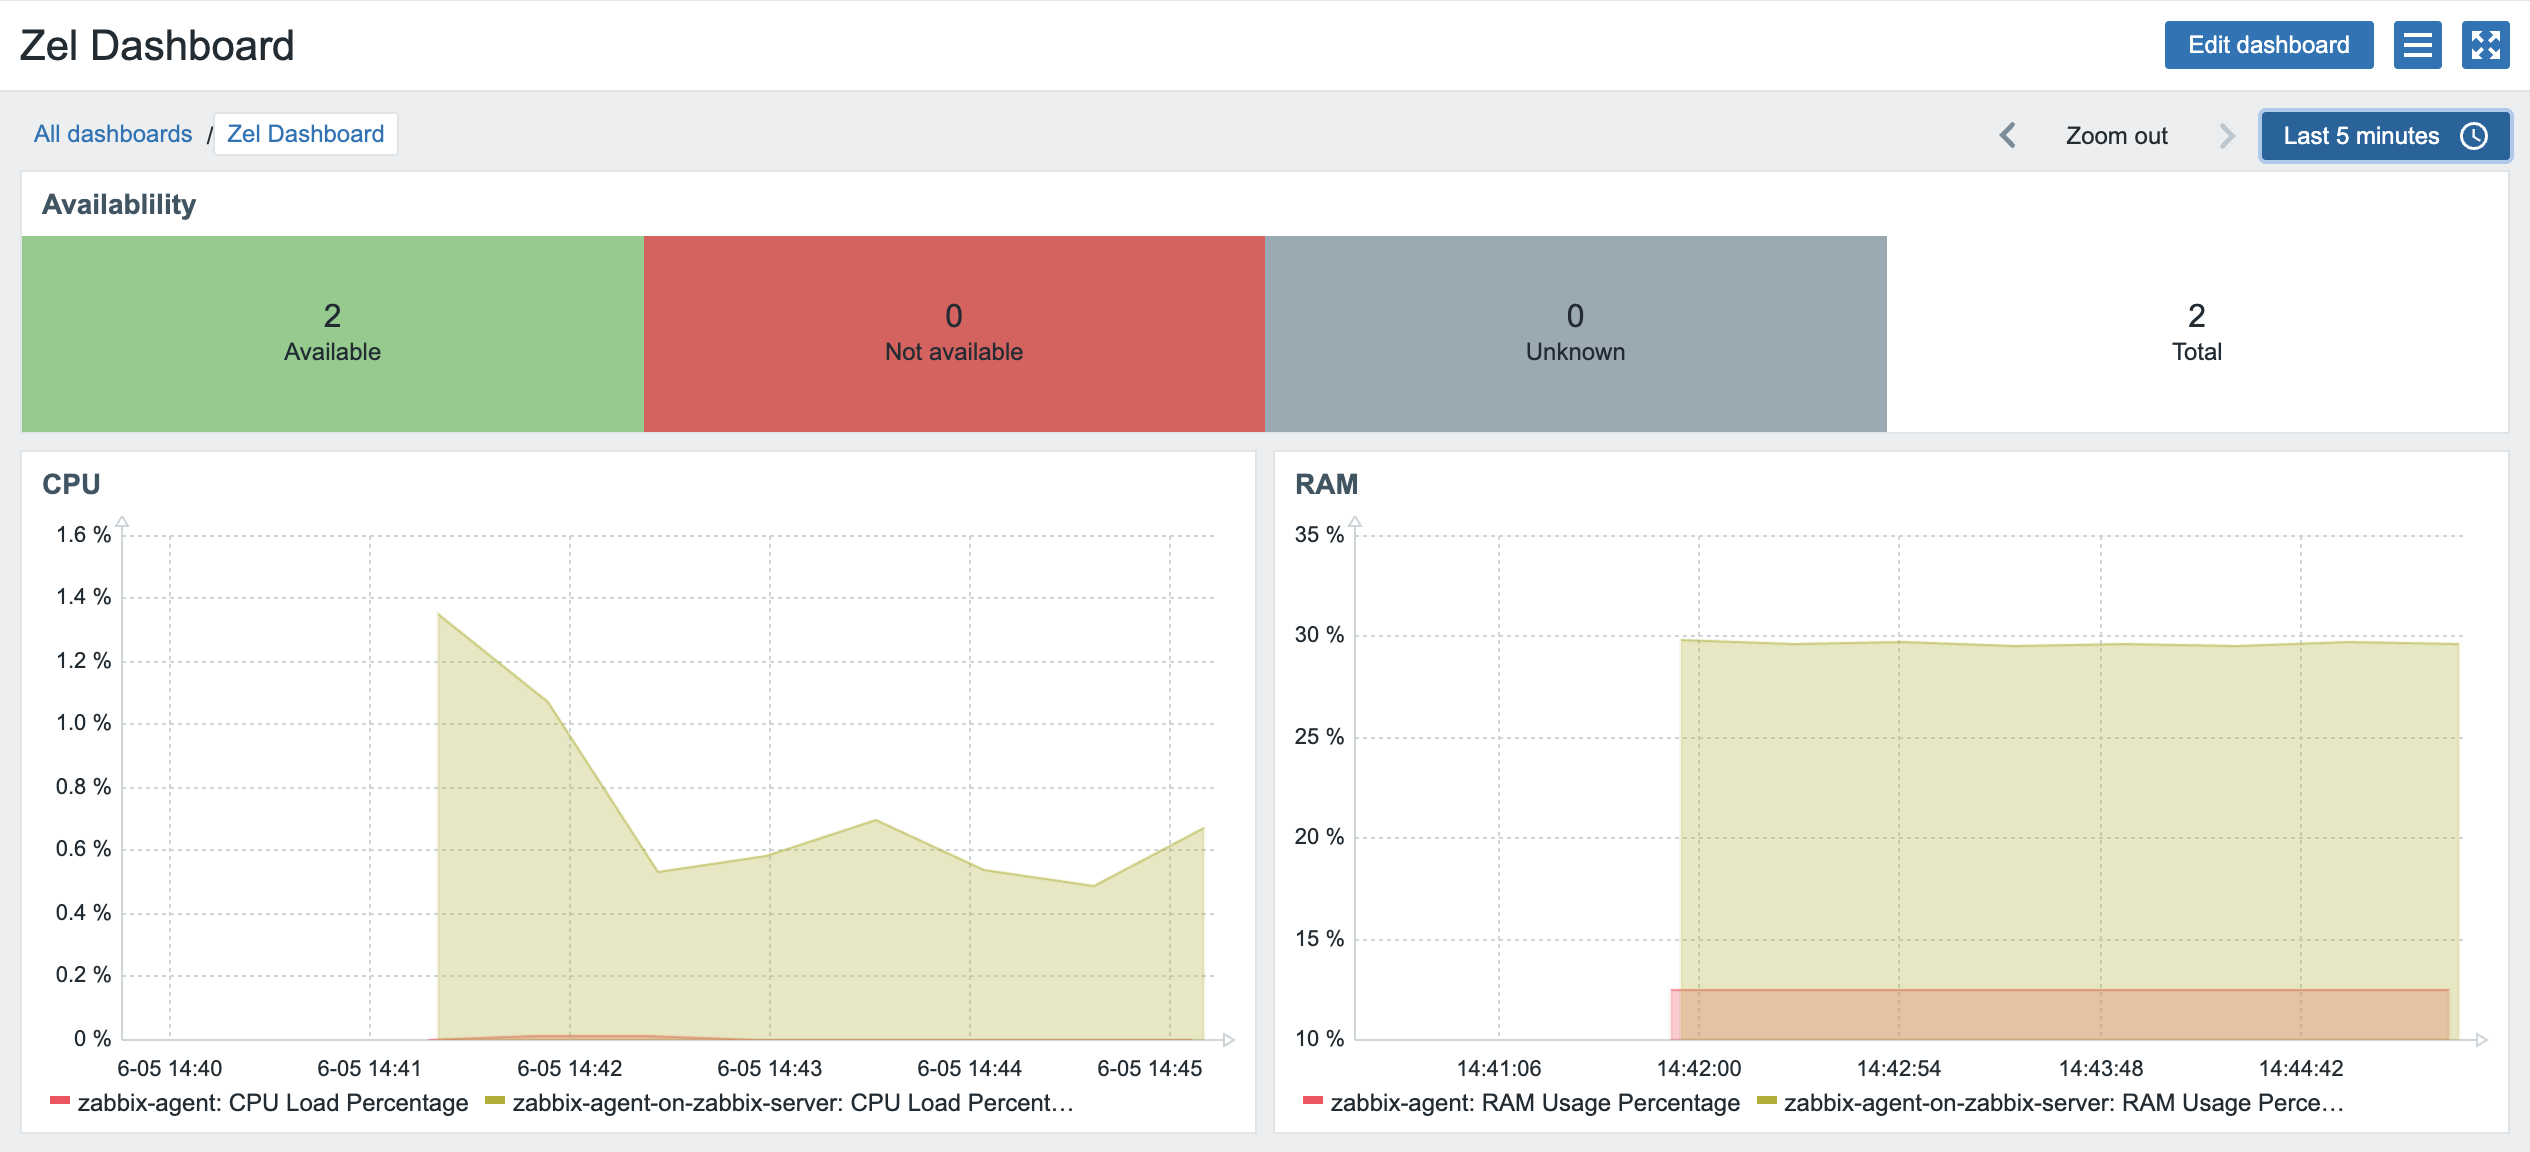 Zel Dashboard
Edit dashboard
All dashboards / Zel Dashboard
Zoom out
Last 5 minutes
Availablility
2
Available
0
Not available
0
Unknown
2
Total
CPU
1.6 %
1.4 %
1.2 %
1.0 %
0.8 %
0.6 %
0.4 %
0.2 %
0 %
6-05 14:40 6-05 14:41 6-05 14:42 6-05 14:43 6-05 14:44 6-05 14:45
zabbix-agent: CPU Load Percentage zabbix-agent-on-zabbix-server: CPU Load Percent...
RAM
35 %
30 %
25 %
20 %
15 %
10 %
14:41:06 14:42:00 14:42:54 14:43:48 14:44:42
zabbix-agent: RAM Usage Percentage zabbix-agent-on-zabbix-server: RAM Usage Perce...